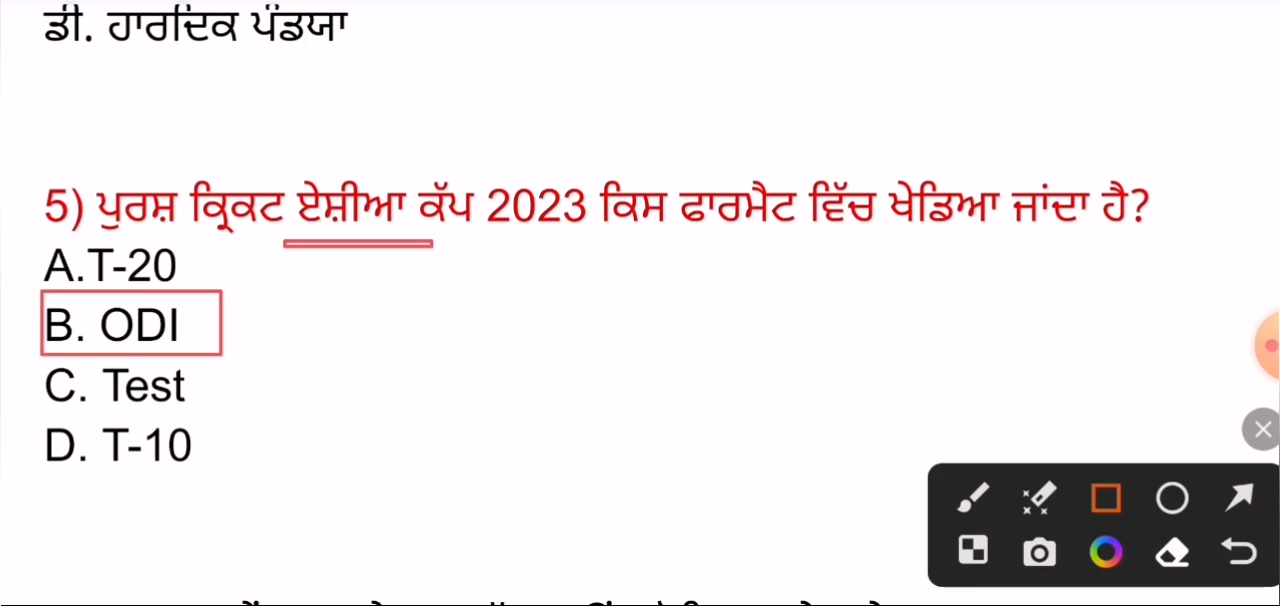 ਡੀ. ਹਾਰਦਿਕ ਪੰਡਯਾ
5) ਪੁਰਸ਼ ਕ੍ਰਿਕਟ ਏਸ਼ੀਆ ਕੱਪ 2023 ਕਿਸ ਫਾਰਮੈਟ ਵਿੱਚ ਖੇਡਿਆ ਜਾਂਦਾ ਹੈ?
A.T-20
B. ODI
C. Test
D. T-10